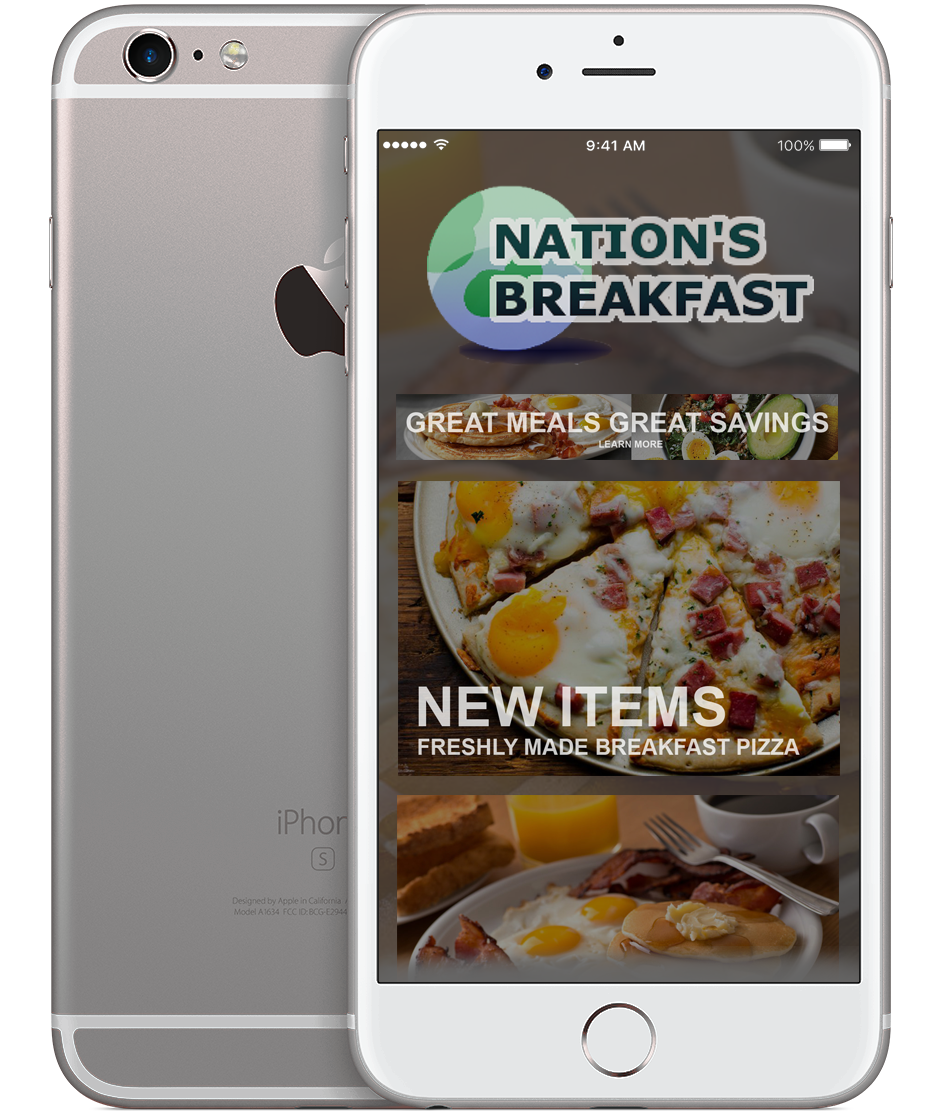 9:41 AM
100%
NATION'S
BREAKFAST
GREAT MEALS GREAT SAVINGS
LEARN MORE
NEW ITEMS
FRESHLY MADE BREAKFAST PIZZA
iPhon
S
Designed by Apple in California
Model A1634 FCC ID: BCG-E2944